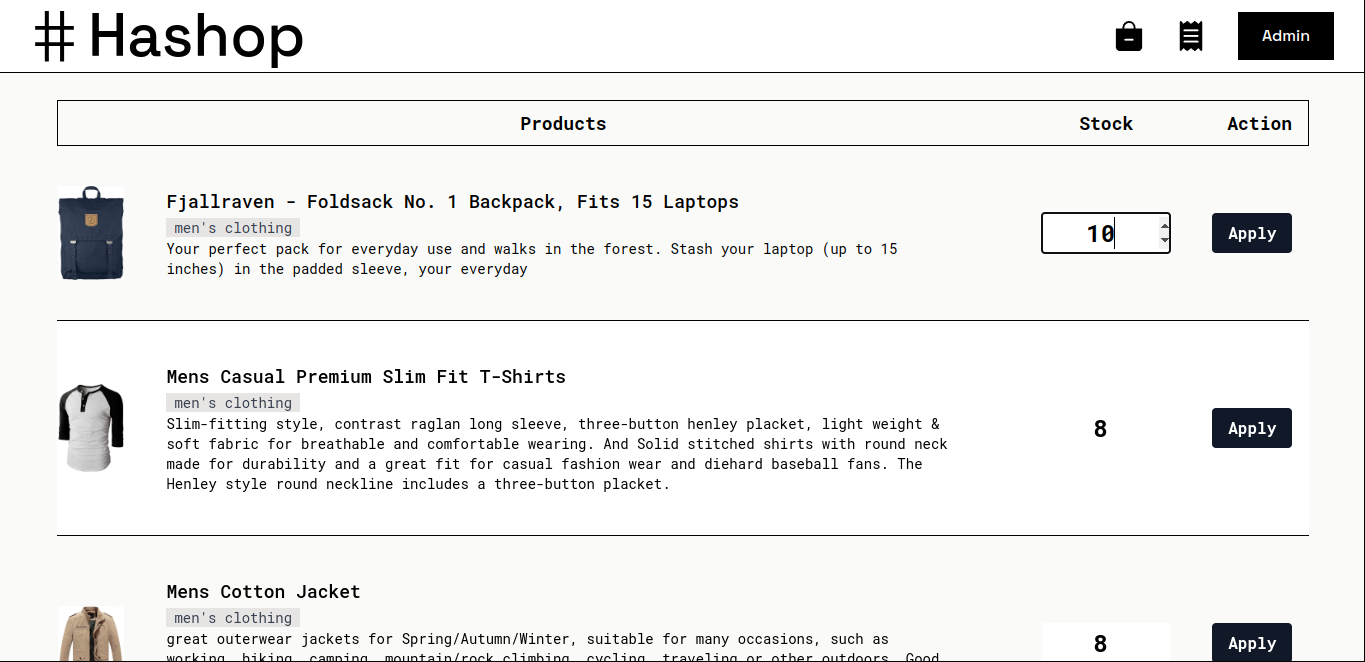 # Hashop
Admin
Products Stock Action
Fjallraven - Foldsack No. 1 Backpack, Fits 15 Laptops
men's clothing
Your perfect pack for everyday use and walks in the forest. Stash your laptop (up to 15
inches) in the padded sleeve, your everyday
10
Apply
Mens Casual Premium Slim Fit T-Shirts
men's clothing
Slim-fitting style, contrast raglan long sleeve, three-button henley placket, light weight &
soft fabric for breathable and comfortable wearing. And Solid stitched shirts with round neck
made for durability and a great fit for casual fashion wear and diehard baseball fans. The
Henley style round neckline includes a three-button placket.
8
Apply
Mens Cotton Jacket
men's clothing
great outerwear jackets for Spring/Autumn/Winter, suitable for many occasions, such as
working, hiking, camping, mountain/rock climbing, cycling, traveling or other outdoors. Good
8
Apply